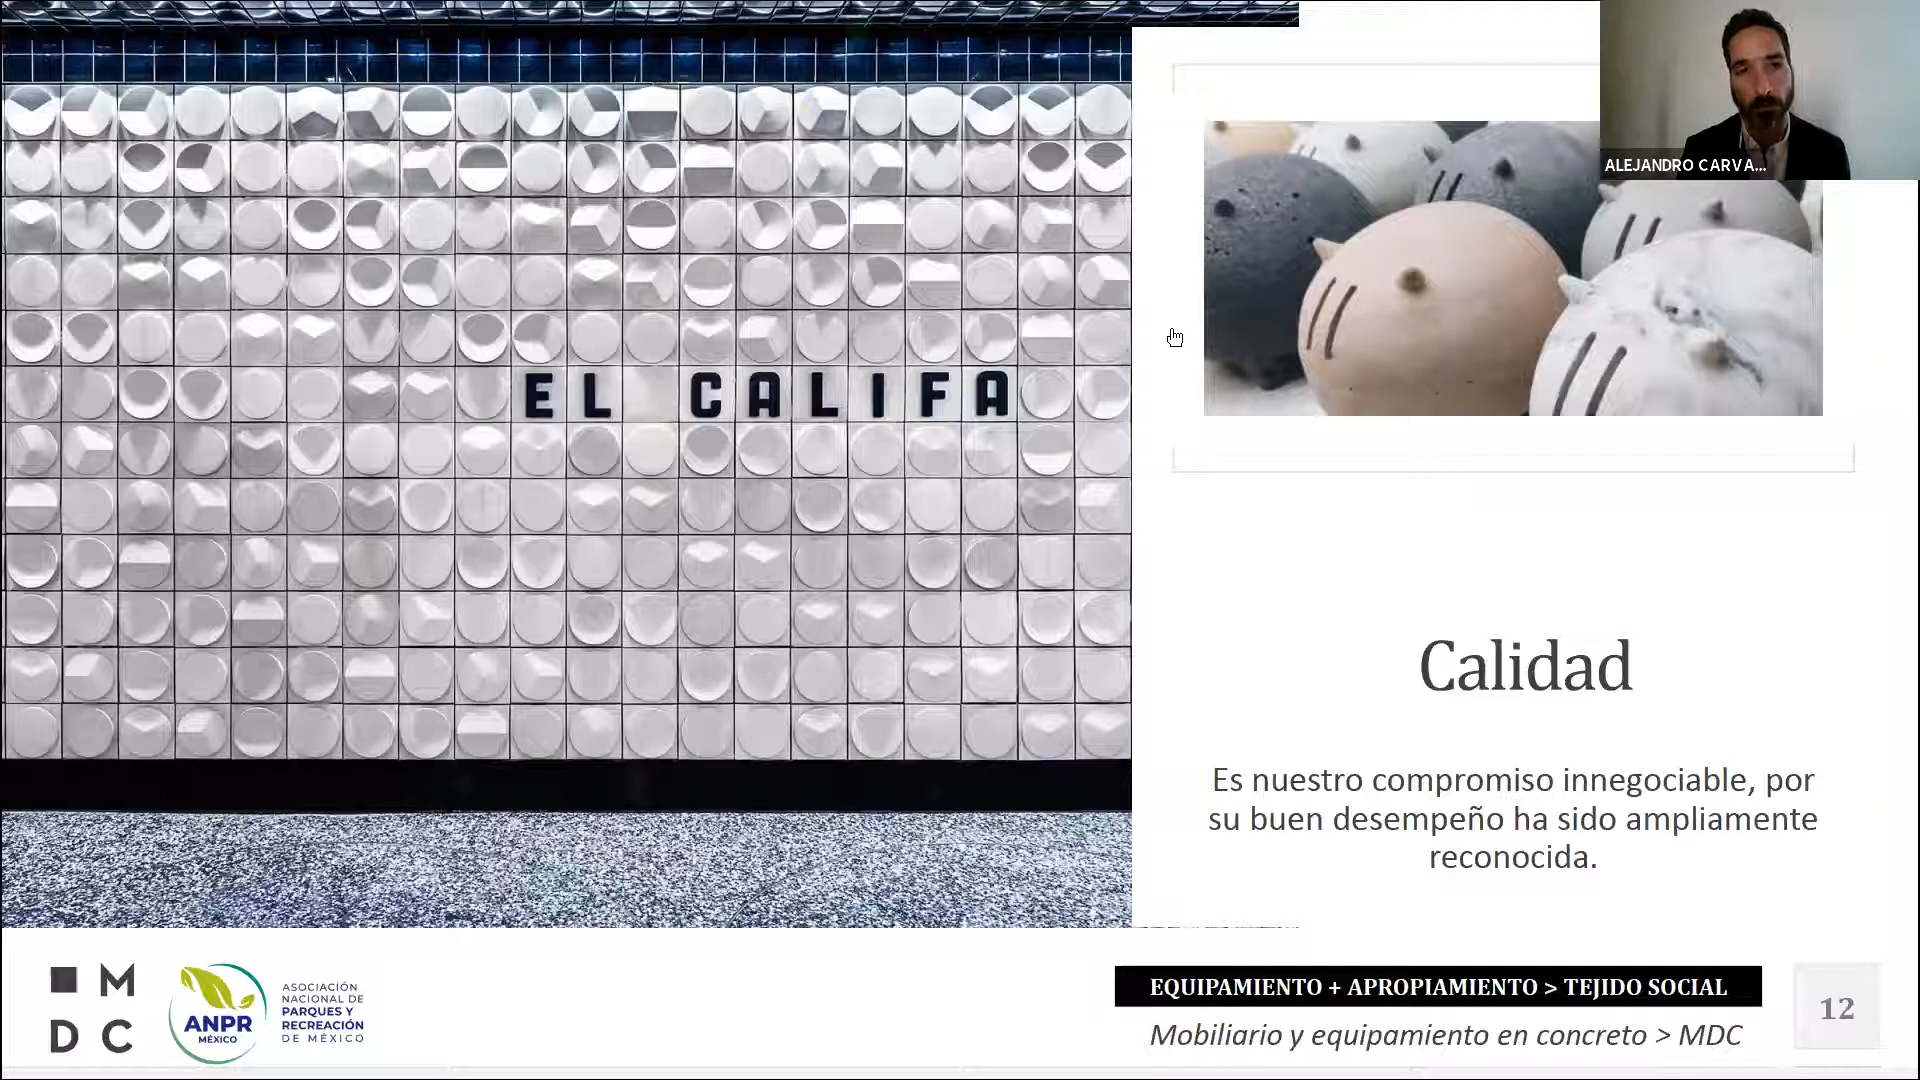 ALEJANDRO CARVA...
EL CALIFA
Calidad
Es nuestro compromiso innegociable, por
su buen desempeño ha sido ampliamente
reconocida.
M
DC
ANPR
MÉXICO
ASOCIACIÓN
NACIONAL DE
PARQUES Y
RECREACIÓN
DE MÉXICO
EQUIPAMIENTO + APROPIAMIENTO > TEJIDO SOCIAL
Mobiliario y equipamiento en concreto > MDC
12